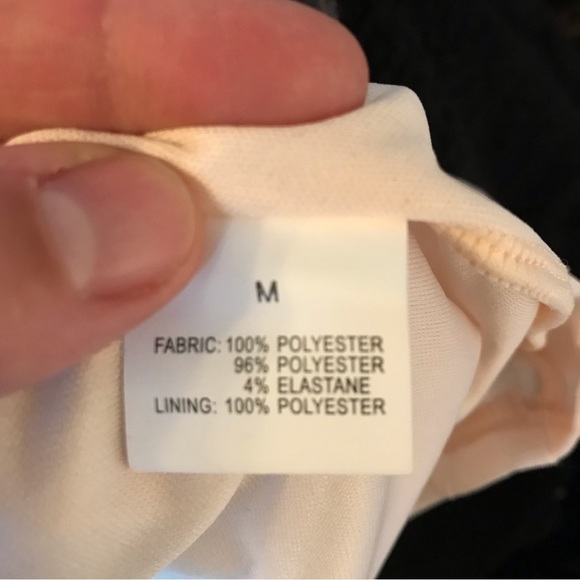 M
FABRIC: 100% POLYESTER
96% POLYESTER
4% ELASTANE
LINING: 100% POLYESTER